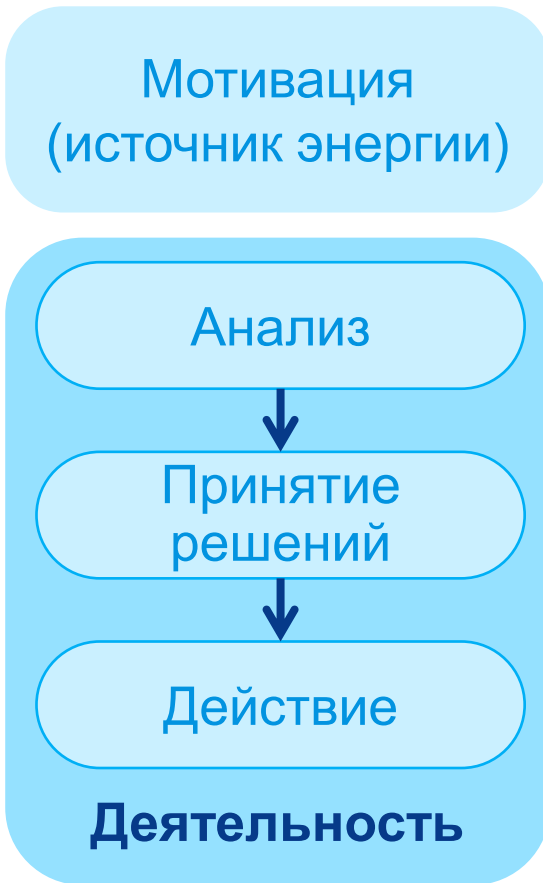 Мотивация
(источник энергии)
Анализ
Принятие
решений
Действие
Деятельность